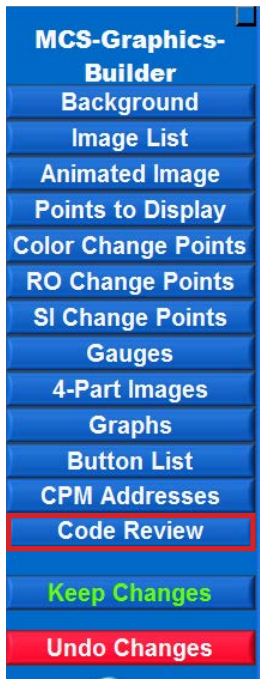 MCS-Graphics-
Builder
Background
Image List
Animated Image
Points to Display
Color Change Points
RO Change Points
SI Change Points
Gauges
4-Part Images
Graphs
Button List
CPM Addresses
Code Review
Keep Changes
Undo Changes